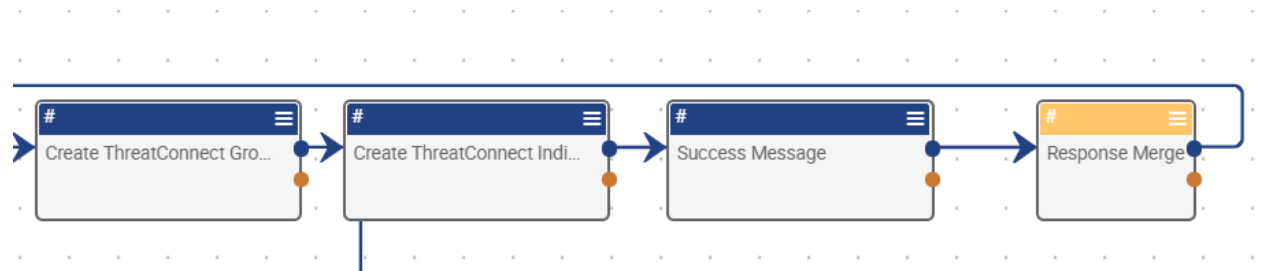 #
Create ThreatConnect Gro...
#
Create ThreatConnect Indi...
#
Success Message
#
Response Merge